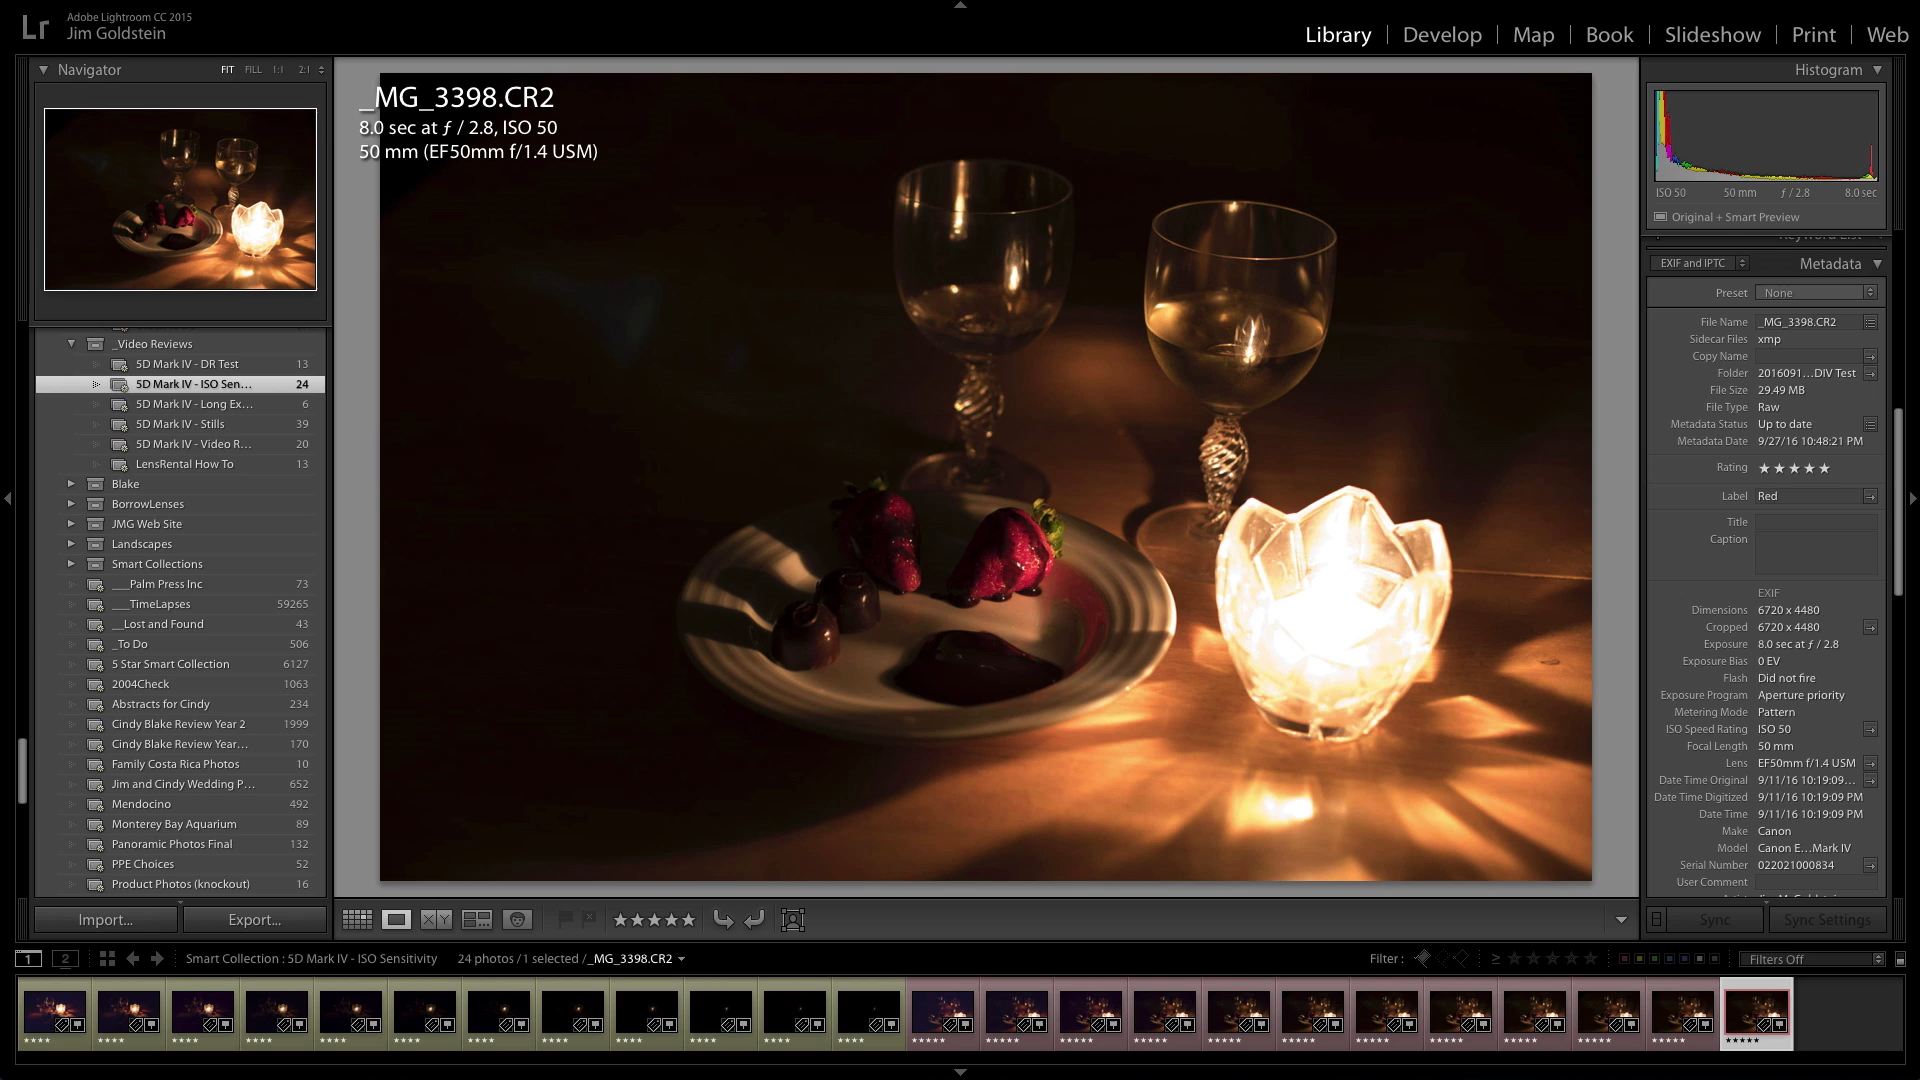 Lr
Adobe Lightroom CC 2015
Jim Goldstein
Library | Develop | Map | Book | Slideshow | Print | Web
Navigator FIT FILL 1:1 2:1
_Video Reviews
5D Mark IV - DR Test 13
5D Mark IV - ISO Sen... 24
5D Mark IV - Long Ex... 6
5D Mark IV - Stills 39
5D Mark IV - Video R... 20
LensRental How To 13
Blake
BorrowLenses
JMG Web Site
Landscapes
Smart Collections
___Palm Press Inc 73
___TimeLapses 59265
__Lost and Found 43
_To Do 506
5 Star Smart Collection 6127
2004Check 1063
Abstracts for Cindy 234
Cindy Blake Review Year 2 1999
Cindy Blake Review Year... 170
Family Costa Rica Photos 10
Jim and Cindy Wedding P... 652
Mendocino 492
Monterey Bay Aquarium 89
Panoramic Photos Final 132
PPE Choices 52
Product Photos (knockout) 16
Import... Export...
_MG_3398.CR2
8.0 sec at ƒ / 2.8, ISO 50
50 mm (EF50mm f/1.4 USM)
XY
Histogram
ISO 50 50 mm ƒ / 2.8 8.0 sec
Original + Smart Preview
Keyword List
EXIF and IPTC Metadata
Preset None
File Name _MG_3398.CR2
Sidecar Files xmp
Copy Name
Folder 2016091...DIV Test
File Size 29.49 MB
File Type Raw
Metadata Status Up to date
Metadata Date 9/27/16 10:48:21 PM
Rating ★★★★★
Label Red
Title
Caption
EXIF
Dimensions 6720 x 4480
Cropped 6720 x 4480
Exposure 8.0 sec at ƒ / 2.8
Exposure Bias 0 EV
Flash Did not fire
Exposure Program Aperture priority
Metering Mode Pattern
ISO Speed Rating ISO 50
Focal Length 50 mm
Lens EF50mm f/1.4 USM
Date Time Original 9/11/16 10:19:09...
Date Time Digitized 9/11/16 10:19:09 PM
Date Time 9/11/16 10:19:09 PM
Make Canon
Model Canon E...Mark IV
Serial Number 022021000834
User Comment
Sync Sync Settings
1 2 Smart Collection : 5D Mark IV - ISO Sensitivity 24 photos / 1 selected / _MG_3398.CR2 Filter : ≥ Filters Off